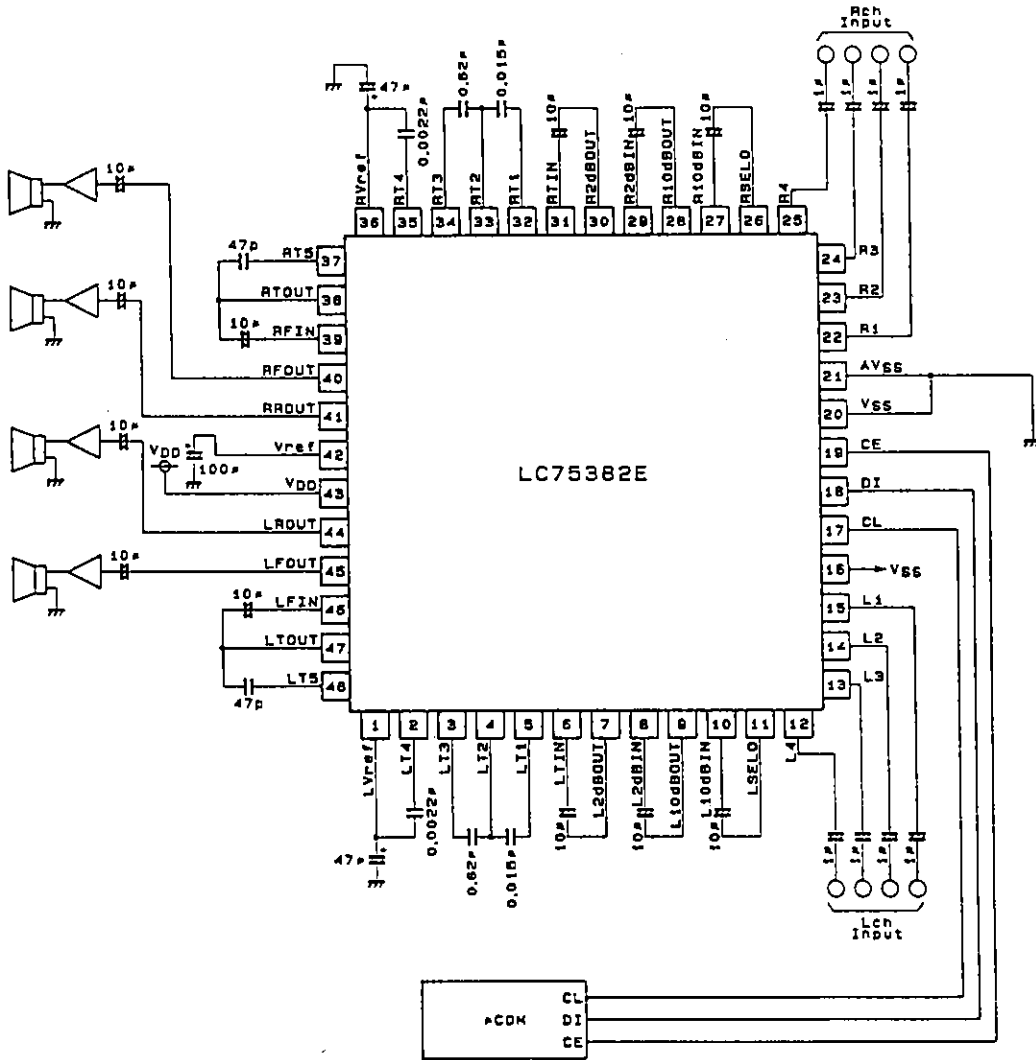 Rch
Input
1μ 1μ 1μ 1μ
47μ
0.0022μ
0.62μ
0.015μ
10μ
10μ
10μ
RVref
RT4
RT3
RT2
RT1
RTIN
R2dBOUT
R2dBIN
R10dBOUT
R10dBIN
RSELO
R4
36 35 34 33 32 31 30 29 28 27 26 25
10μ
10μ
10μ
10μ
47p RT5 37
RTOUT 38
10μ RFIN 39
RFOUT 40
RROUT 41
Vref 42
100μ
VDD
VDD 43
LROUT 44
LFOUT 45
10μ LFIN 46
LTOUT 47
47p LT5 48
LC75382E
24 R3
23 R2
22 R1
21 AVSS
20 VSS
19 CE
18 DI
17 CL
16 VSS
15 L1
14 L2
13 L3
1 2 3 4 5 6 7 8 9 10 11 12
LVref
LT4
LT3
LT2
LT1
LTIN
L2dBOUT
L2dBIN
L10dBOUT
L10dBIN
LSELO
L4
47μ
0.0022μ
0.62μ
0.015μ
10μ
10μ
10μ
1μ 1μ 1μ 1μ
Lch
Input
μCOM
CL
DI
CE